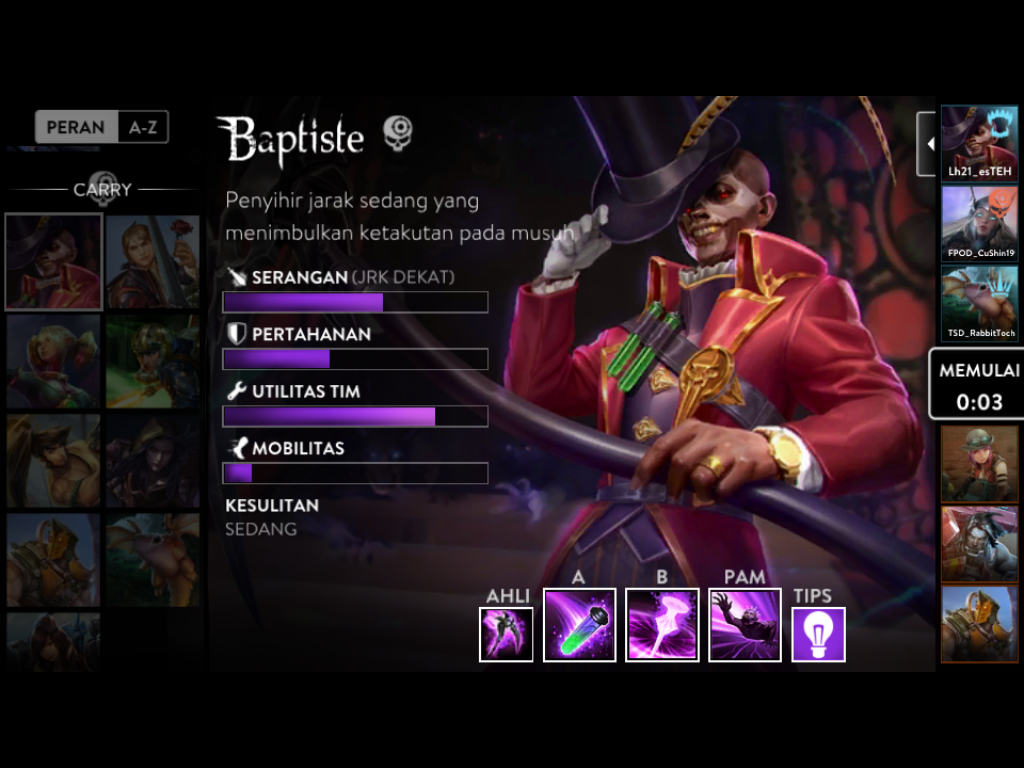 PERAN A-Z
CARRY
Baptiste
Penyihir jarak sedang yang
menimbulkan ketakutan pada musuh
SERANGAN (JRK DEKAT)
PERTAHANAN
UTILITAS TIM
MOBILITAS
KESULITAN
SEDANG
AHLI
A
B
PAM
TIPS
Lh21_esTEH
FPOD_CuShin19
TSD_RabbitToch
MEMULAI
0:03